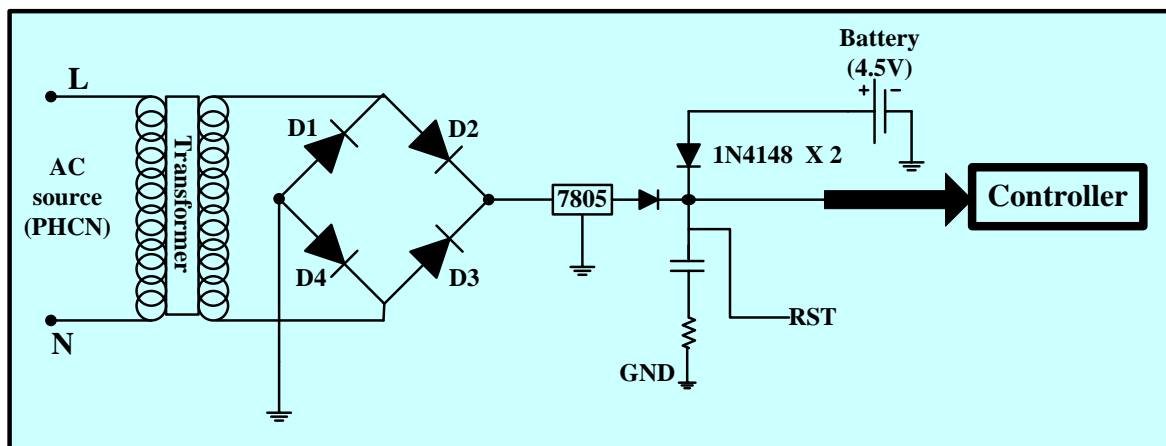 Battery
(4.5V)
+ −
L
D1
D2
1N4148 X 2
AC
source
(PHCN)
Transformer
7805
Controller
D4
D3
RST
N
GND